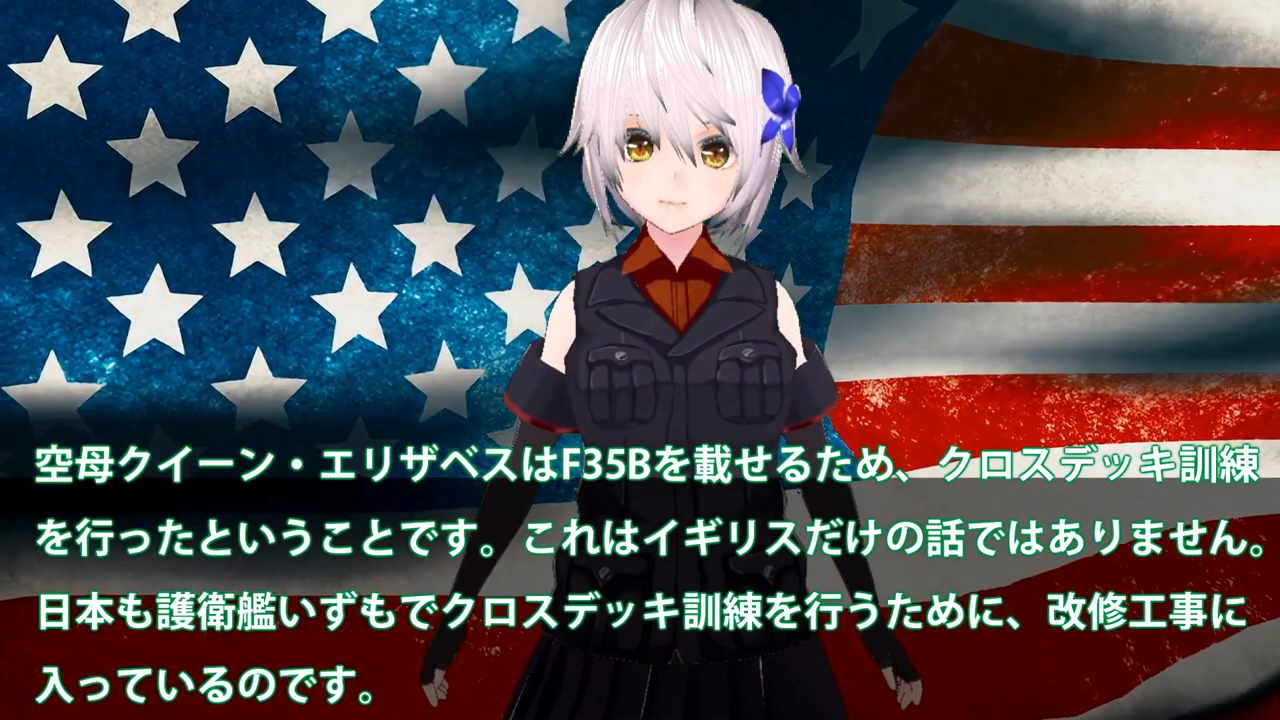 空母クイーン・エリザベスはF35Bを載せるため、クロスデッキ訓練
を行ったということです。これはイギリスだけの話ではありません。
日本も護衛艦いずもでクロスデッキ訓練を行うために、改修工事に
入っているのです。